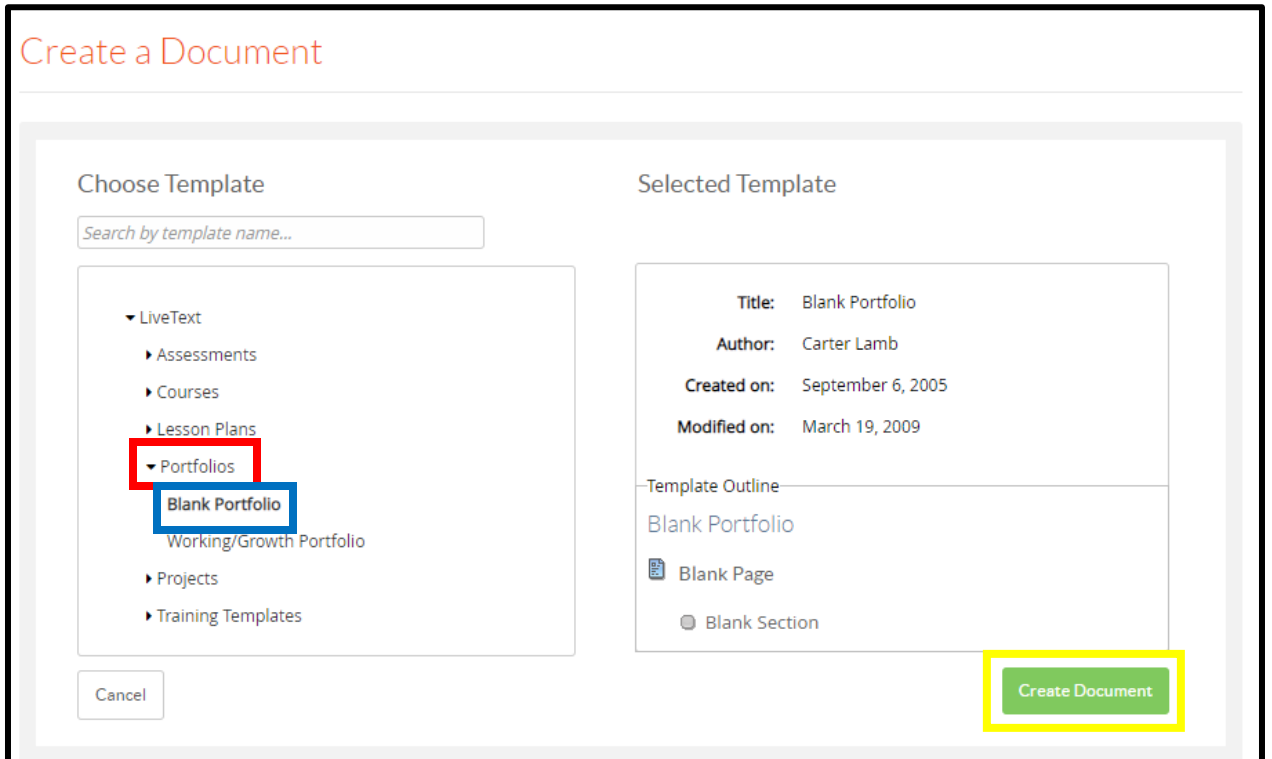 Create a Document
Choose Template
Search by template name...
LiveText
Assessments
Courses
Lesson Plans
Portfolios
Blank Portfolio
Working/Growth Portfolio
Projects
Training Templates
Cancel
Selected Template
Title: Blank Portfolio
Author: Carter Lamb
Created on: September 6, 2005
Modified on: March 19, 2009
Template Outline
Blank Portfolio
Blank Page
Blank Section
Create Document